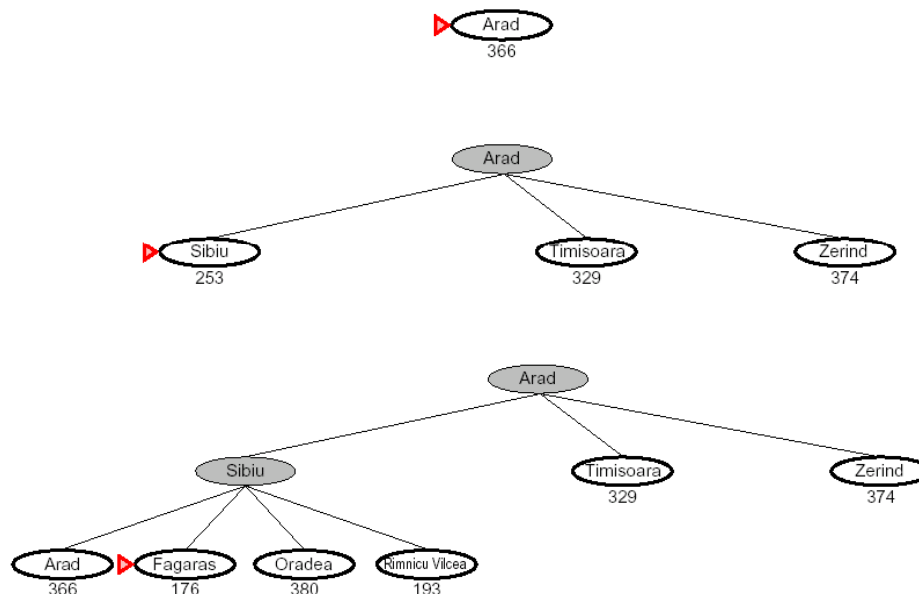 Arad
366
Arad
Sibiu Timisoara Zerind
253 329 374
Arad
Sibiu Timisoara Zerind
329 374
Arad Fagaras Oradea Rimnicu Vilcea
366 176 380 193